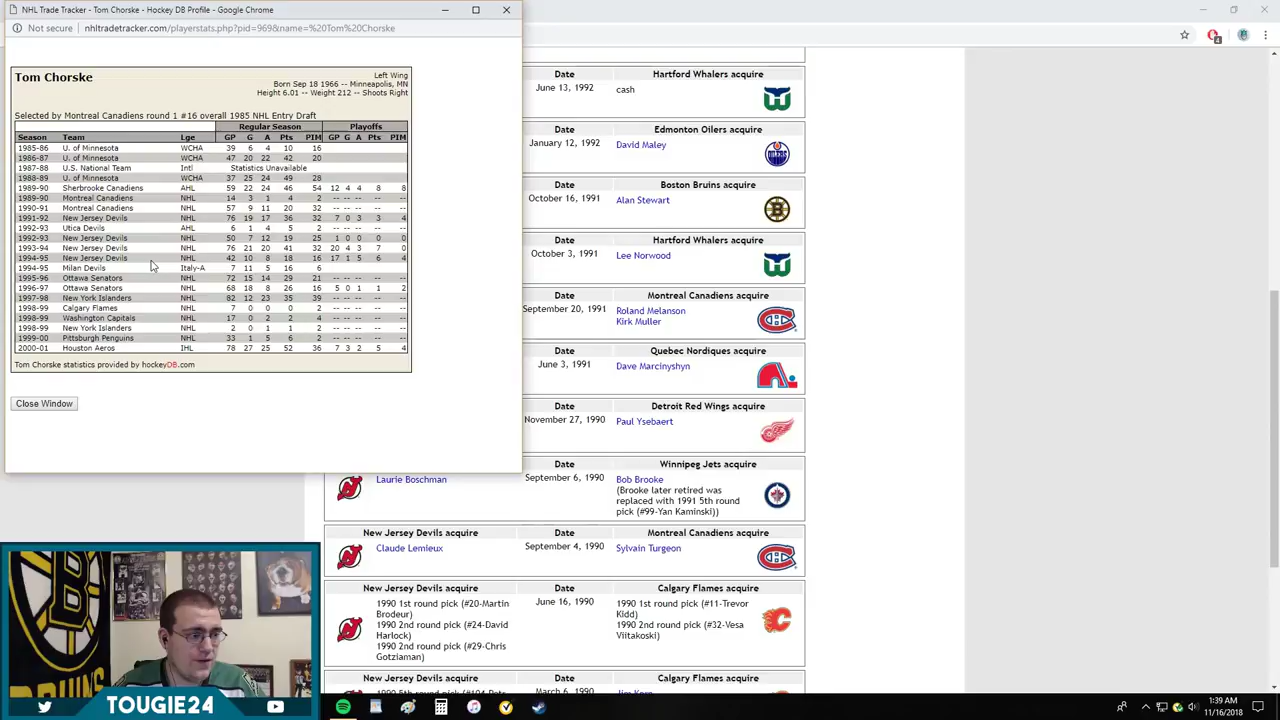 NHL Trade Tracker - Tom Chorske - Hockey DB Profile - Google Chrome
Not secure | nhltradetracker.com/playerstats.php?pid=969&name=%20Tom%20Chorske
Tom Chorske
Left Wing
Born Sep 18 1966 -- Minneapolis, MN
Height 6.01 -- Weight 212 -- Shoots Right
Selected by Montreal Canadiens round 1 #16 overall 1985 NHL Entry Draft
Regular Season Playoffs
Season Team Lge GP G A Pts PIM GP G A Pts PIM
1985-86 U. of Minnesota WCHA 39 6 4 10 16
1986-87 U. of Minnesota WCHA 47 20 22 42 20
1987-88 U.S. National Team Intl Statistics Unavailable
1988-89 U. of Minnesota WCHA 37 25 24 49 28
1989-90 Sherbrooke Canadiens AHL 59 22 24 46 54 12 4 4 8 8
1989-90 Montreal Canadiens NHL 14 3 1 4 2 -- -- -- -- --
1990-91 Montreal Canadiens NHL 57 9 11 20 32 -- -- -- -- --
1991-92 New Jersey Devils NHL 76 19 17 36 32 7 0 3 3 4
1992-93 Utica Devils AHL 6 1 4 5 2 -- -- -- -- --
1992-93 New Jersey Devils NHL 50 7 12 19 25 1 0 0 0 0
1993-94 New Jersey Devils NHL 76 21 20 41 32 20 4 3 7 0
1994-95 New Jersey Devils NHL 42 10 8 18 16 17 1 5 6 4
1994-95 Milan Devils Italy-A 7 11 5 16 6
1995-96 Ottawa Senators NHL 72 15 14 29 21 -- -- -- -- --
1996-97 Ottawa Senators NHL 68 18 8 26 16 5 0 1 1 2
1997-98 New York Islanders NHL 82 12 23 35 39 -- -- -- -- --
1998-99 Calgary Flames NHL 7 0 0 0 2 -- -- -- -- --
1998-99 Washington Capitals NHL 17 0 2 2 4 -- -- -- -- --
1998-99 New York Islanders NHL 2 0 1 1 2 -- -- -- -- --
1999-00 Pittsburgh Penguins NHL 33 1 5 6 2 -- -- -- -- --
2000-01 Houston Aeros IHL 78 27 25 52 36 7 3 2 5 4
Tom Chorske statistics provided by hockeyDB.com
Close Window
Date Hartford Whalers acquire
June 13, 1992 cash
Date Edmonton Oilers acquire
January 12, 1992 David Maley
Date Boston Bruins acquire
October 16, 1991 Alan Stewart
Date Hartford Whalers acquire
October 3, 1991 Lee Norwood
Date Montreal Canadiens acquire
September 20, 1991 Roland Melanson
Kirk Muller
Date Quebec Nordiques acquire
June 3, 1991 Dave Marcinyshyn
Date Detroit Red Wings acquire
November 27, 1990 Paul Ysebaert
Date Winnipeg Jets acquire
Laurie Boschman September 6, 1990 Bob Brooke
(Brooke later retired was
replaced with 1991 5th round
pick (#99-Yan Kaminski))
New Jersey Devils acquire Date Montreal Canadiens acquire
Claude Lemieux September 4, 1990 Sylvain Turgeon
New Jersey Devils acquire Date Calgary Flames acquire
1990 1st round pick (#20-Martin June 16, 1990 1990 1st round pick (#11-Trevor
Brodeur) Kidd)
1990 2nd round pick (#24-David 1990 2nd round pick (#32-Vesa
Harlock) Viitakoski)
1990 2nd round pick (#29-Chris
Gotziaman)
New Jersey Devils acquire Date Calgary Flames acquire
March 6, 1990
BRUINS
TOUGIE24
1:39 AM
11/16/2018